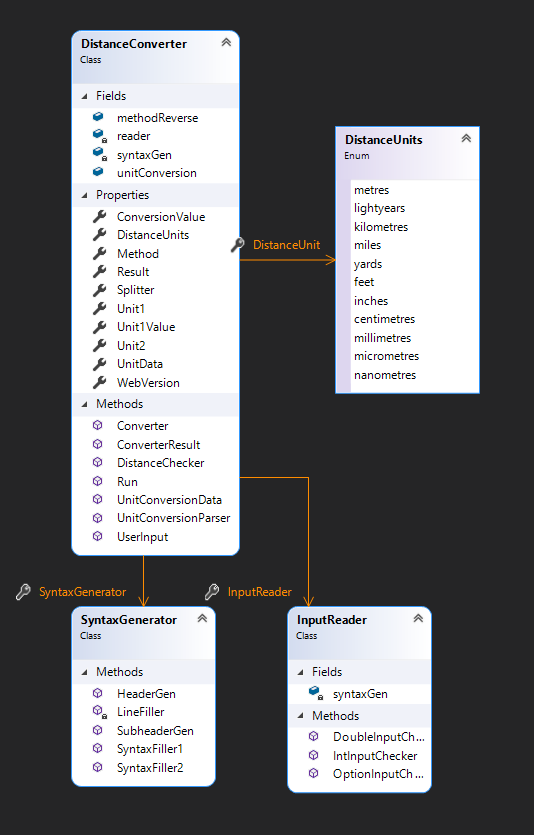 DistanceConverter
Class
Fields
methodReverse
reader
syntaxGen
unitConversion
Properties
ConversionValue
DistanceUnits
Method
Result
Splitter
Unit1
Unit1Value
Unit2
UnitData
WebVersion
Methods
Converter
ConverterResult
DistanceChecker
Run
UnitConversionData
UnitConversionParser
UserInput
DistanceUnit
DistanceUnits
Enum
metres
lightyears
kilometres
miles
yards
feet
inches
centimetres
millimetres
micrometres
nanometres
SyntaxGenerator
InputReader
SyntaxGenerator
Class
Methods
HeaderGen
LineFiller
SubheaderGen
SyntaxFiller1
SyntaxFiller2
InputReader
Class
Fields
syntaxGen
Methods
DoubleInputCh...
IntInputChecker
OptionInputCh...